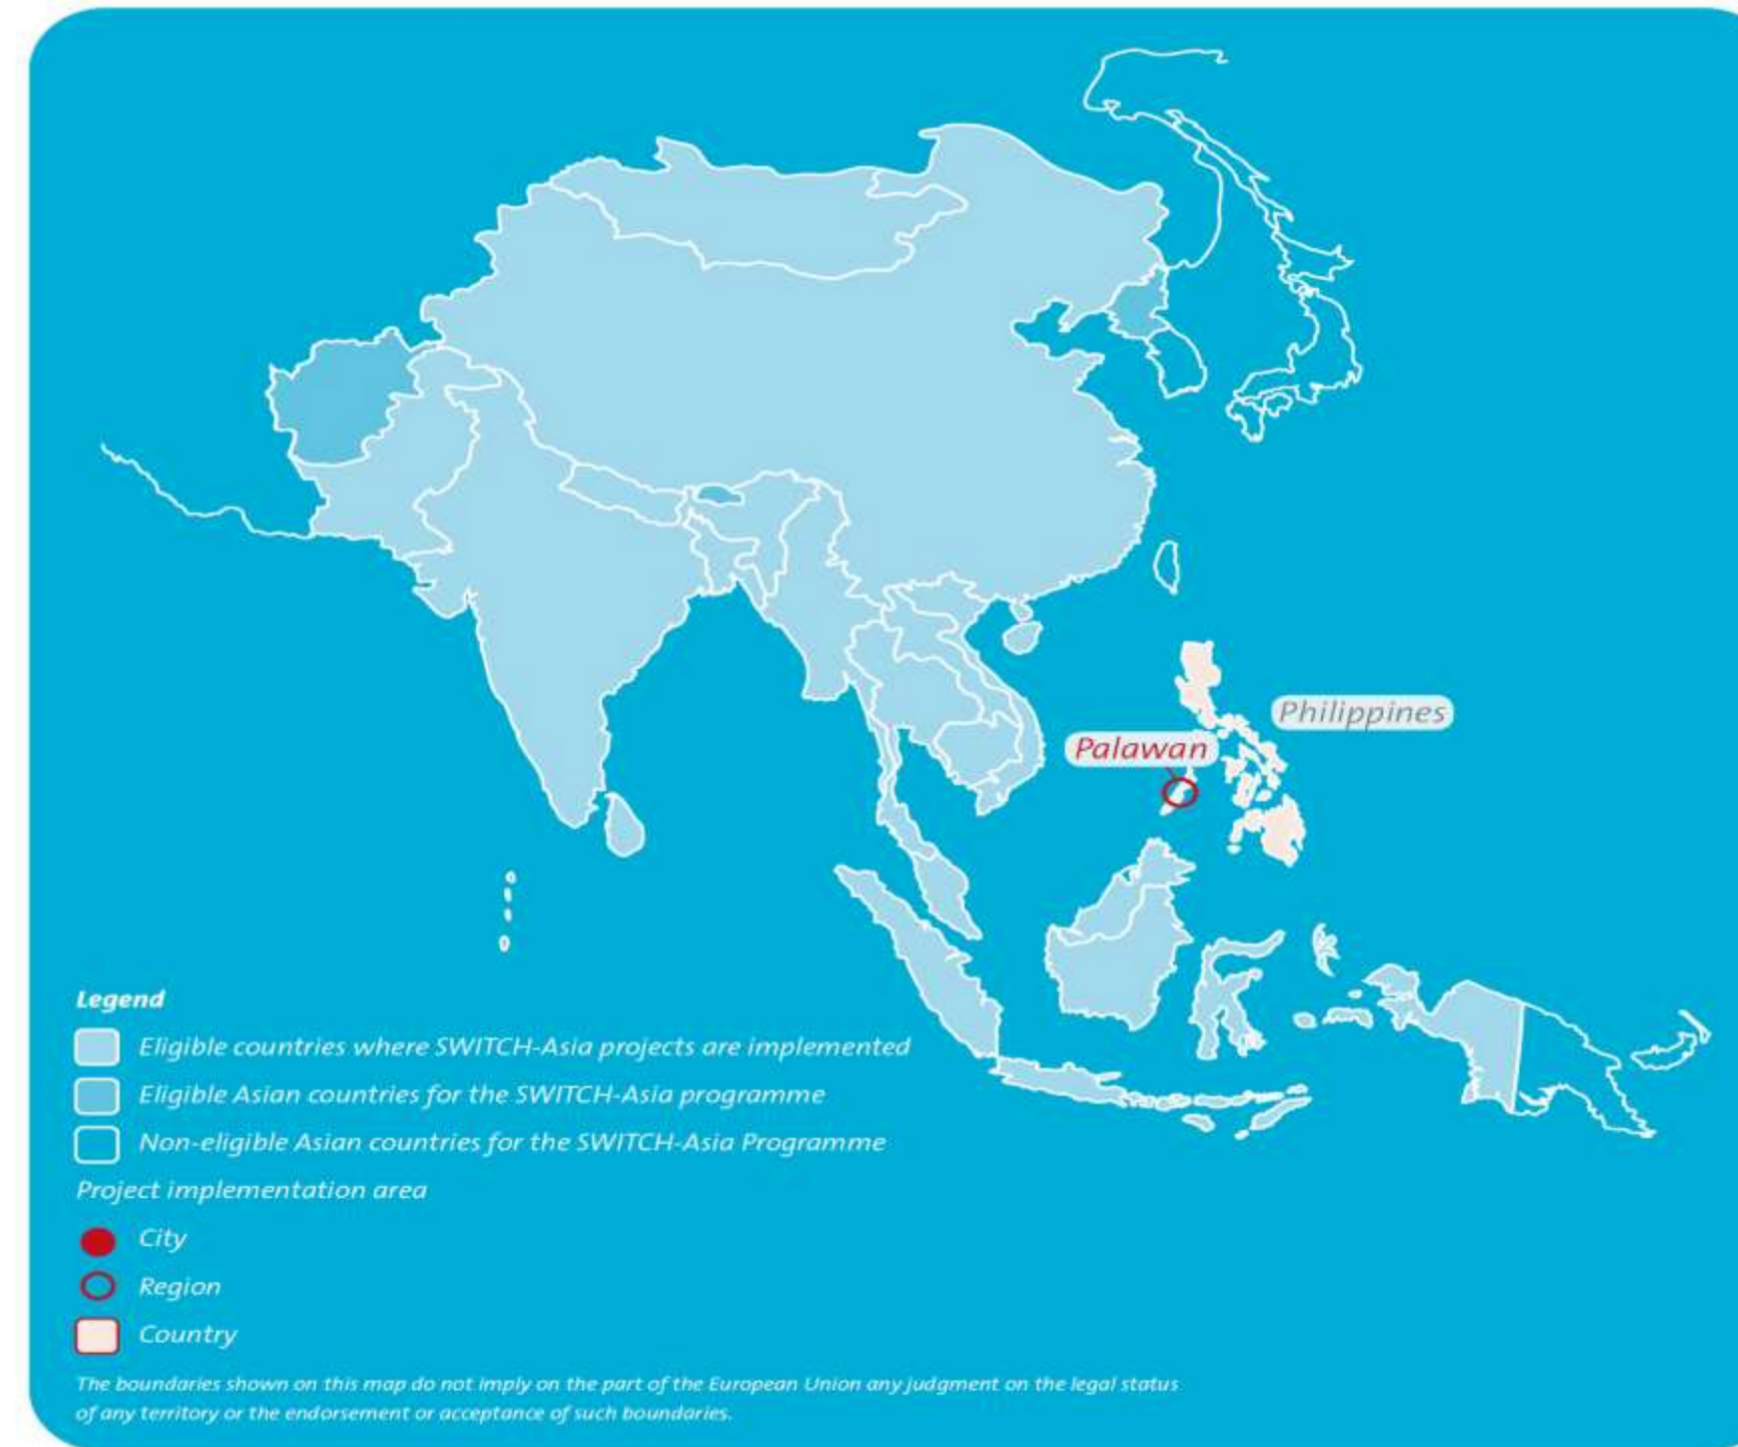 Philippines
Palawan
Legend
Eligible countries where SWITCH-Asia projects are implemented
Eligible Asian countries for the SWITCH-Asia programme
Non-eligible Asian countries for the SWITCH-Asia Programme
Project implementation area
City
Region
Country
The boundaries shown on this map do not imply on the part of the European Union any judgment on the legal status
of any territory or the endorsement or acceptance of such boundaries.